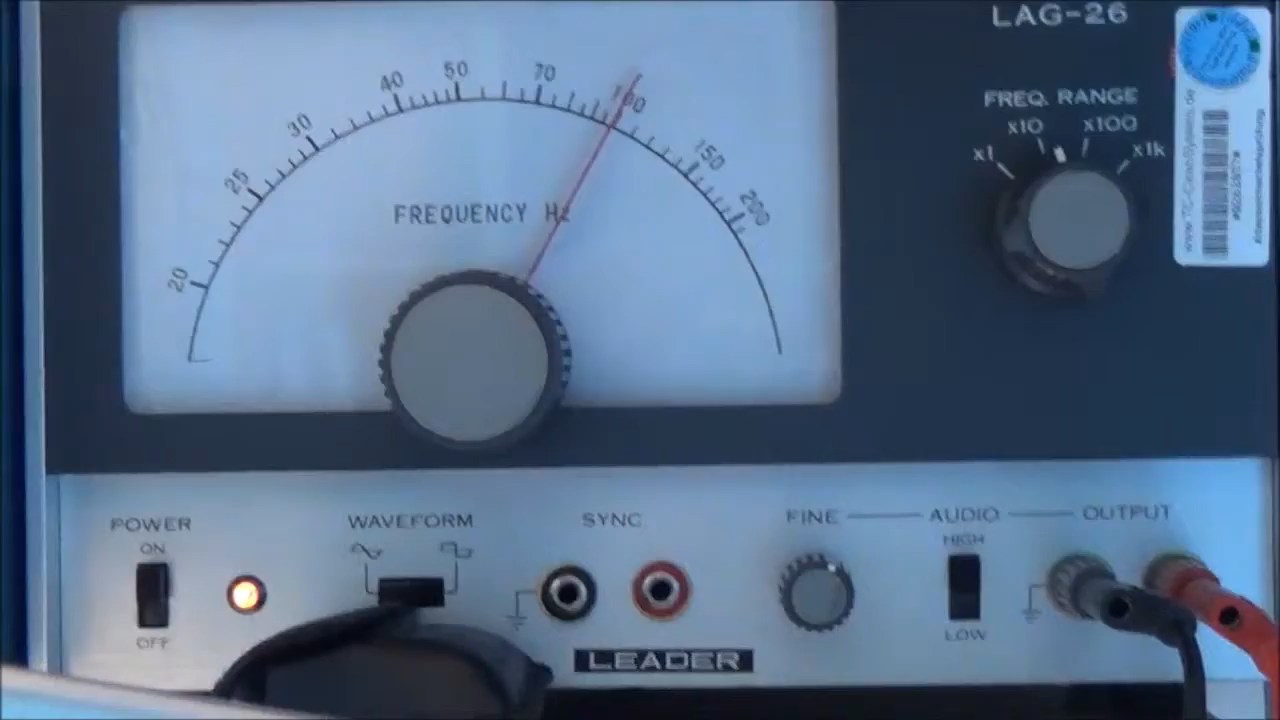 LAG-26
20 25 30 40 50 70 100 150 200
FREQUENCY Hz
FREQ. RANGE
x1 x10 x100 x1k
POWER
ON
OFF
WAVEFORM
SYNC
FINE AUDIO OUTPUT
HIGH
LOW
LEADER